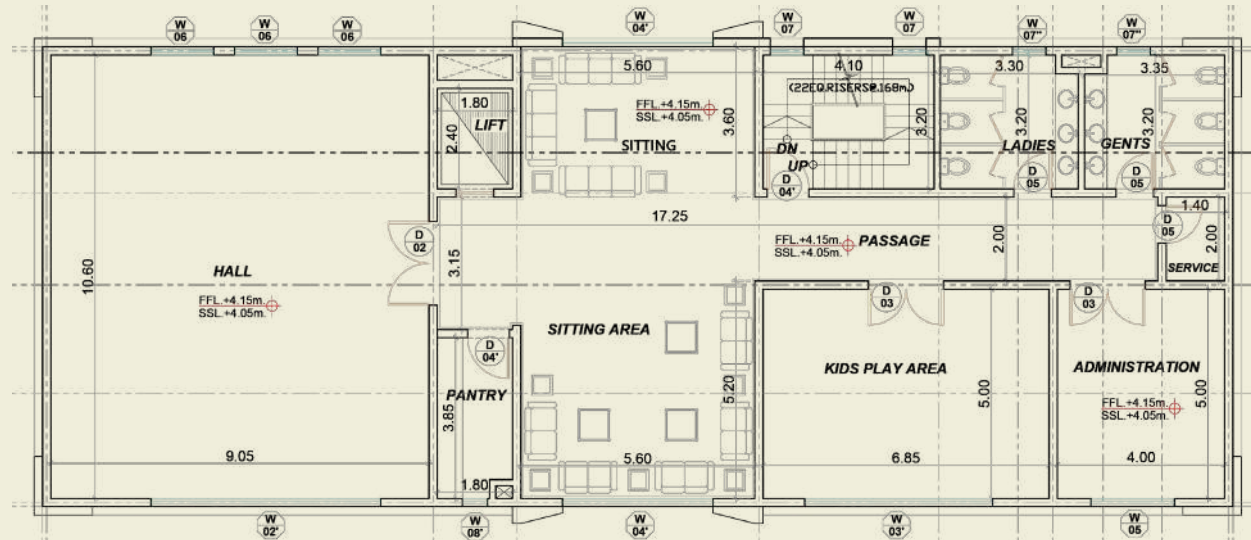 W 06
W 06
W 06
W 04'
W 07
W 07
W 07"
W 07"
5.60
4.10
3.30
3.35
(22EQ.RISERS@.168m)
1.80
LIFT
2.40
FFL.+4.15m.
SSL.+4.05m.
3.60
SITTING
3.20
DN
UP
3.20
LADIES
3.20
GENTS
D 04'
D 05
D 05
1.40
17.25
D 02
D 05
3.15
FFL.+4.15m.
SSL.+4.05m.
PASSAGE
2.00
2.00
SERVICE
HALL
10.60
FFL.+4.15m.
SSL.+4.05m.
D 03
D 03
SITTING AREA
D 04'
PANTRY
3.85
5.20
KIDS PLAY AREA
5.00
ADMINISTRATION
FFL.+4.15m.
SSL.+4.05m.
5.00
9.05
1.80
5.60
6.85
4.00
W 02'
W 08'
W 04'
W 03'
W 05